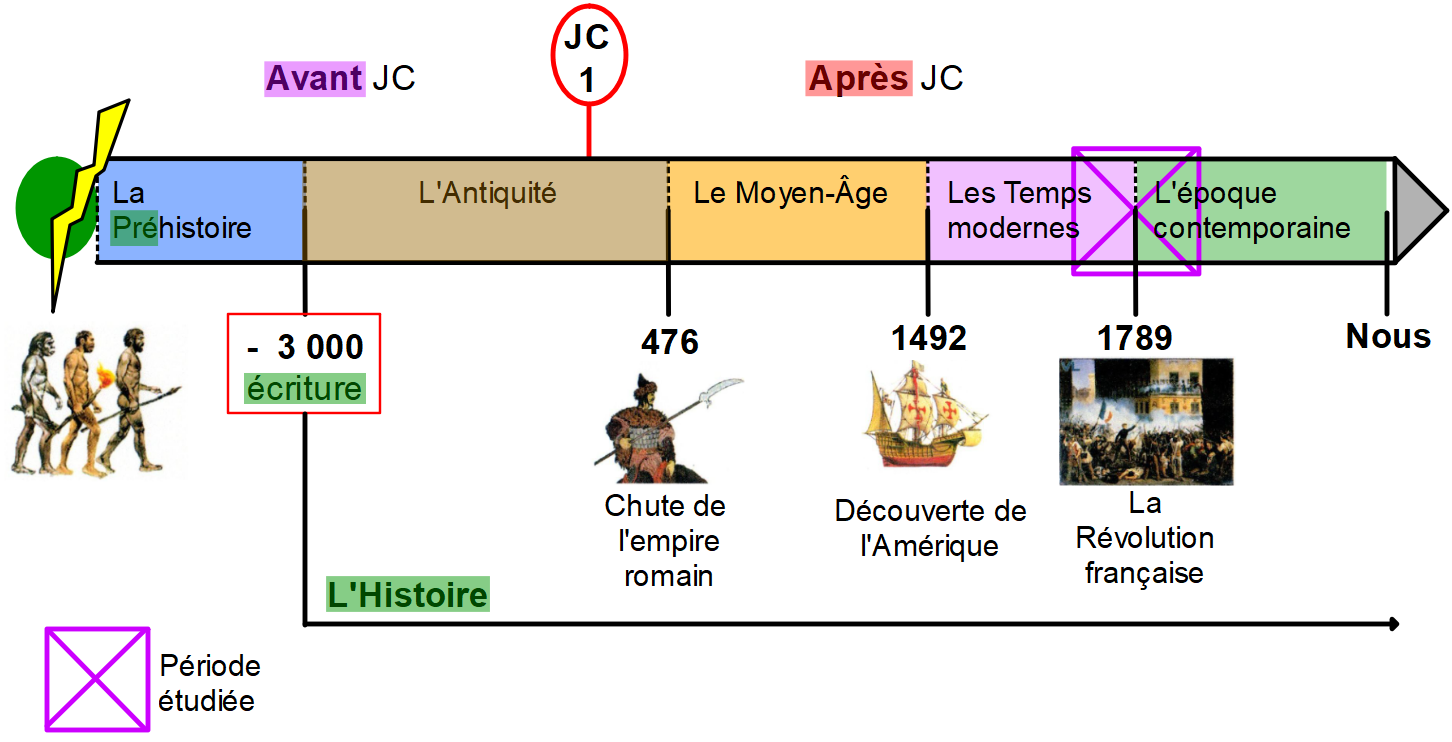 JC
1
Avant JC
Après JC
La
Préhistoire
L'Antiquité
Le Moyen-Âge
Les Temps
modernes
L'époque
contemporaine
- 3 000
écriture
476
1492
1789
Nous
Chute de
l'empire
romain
Découverte de
l'Amérique
La
Révolution
française
L'Histoire
Période
étudiée